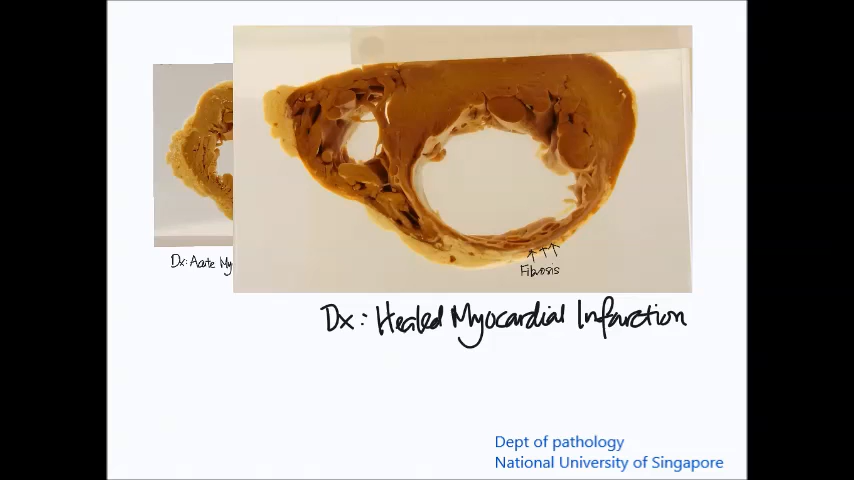 Fibrosis
Dx: Acute My
Dx: Healed Myocardial Infarction
Dept of pathology
National University of Singapore